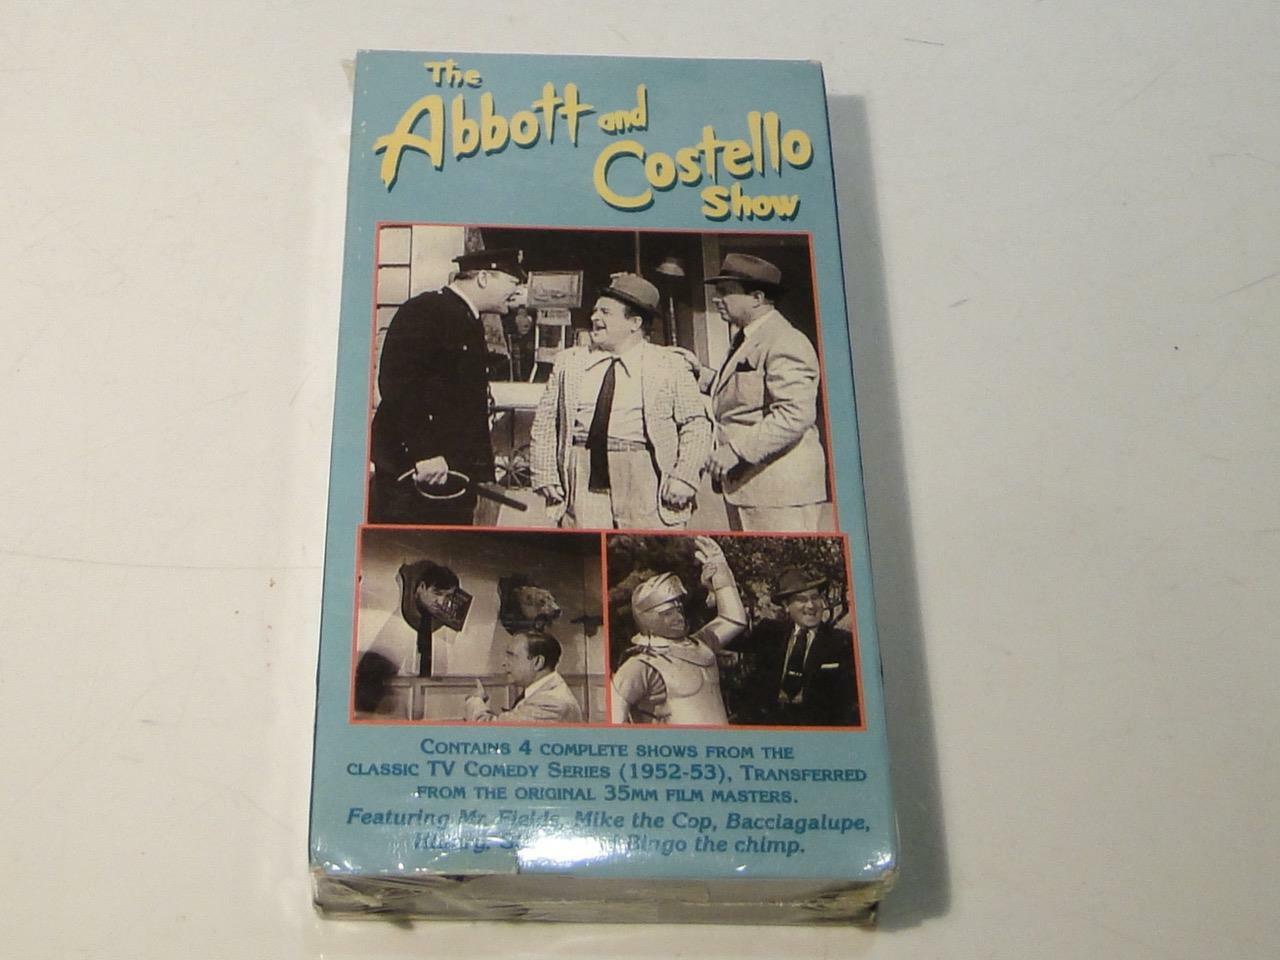 The
Abbott and
Costello
Show
CONTAINS 4 COMPLETE SHOWS FROM THE
CLASSIC TV COMEDY SERIES (1952-53), TRANSFERRED
FROM THE ORIGINAL 35MM FILM MASTERS.
Featuring Mr. Fields, Mike the Cop, Bacciagalupe,
Bingo the chimp.